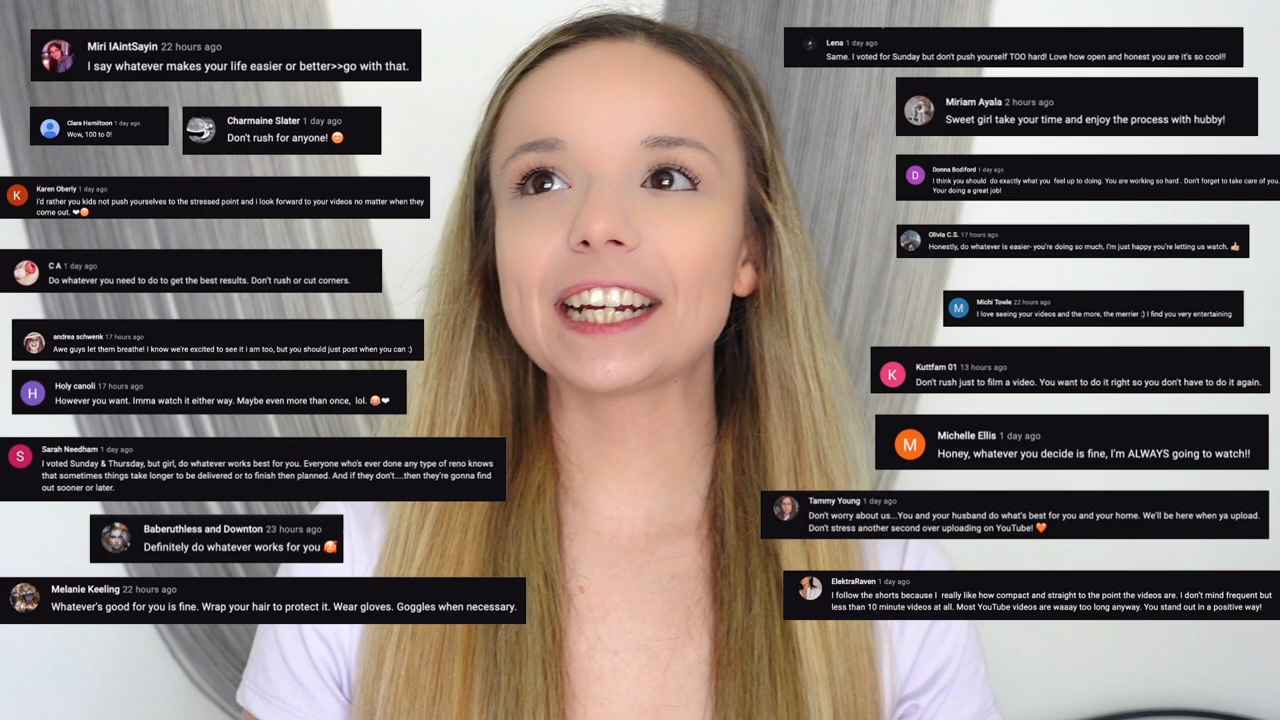 Miri IAintSayin 22 hours ago
I say whatever makes your life easier or better>>go with that.
Clara Hamiltoon 1 day ago
Wow, 100 to 0!
Charmaine Slater 1 day ago
Don't rush for anyone! 😊
K
Karen Oberly 1 day ago
I'd rather you kids not push yourselves to the stressed point and i look forward to your videos no matter when they
come out. ❤😊
C A 1 day ago
Do whatever you need to do to get the best results. Don't rush or cut corners.
andrea schwenk 17 hours ago
Awe guys let them breathe! I know we're excited to see it i am too, but you should just post when you can :)
H
Holy canoli 17 hours ago
However you want. Imma watch it either way. Maybe even more than once, lol. 🥰❤
S
Sarah Needham 1 day ago
I voted Sunday & Thursday, but girl, do whatever works best for you. Everyone who's ever done any type of reno knows
that sometimes things take longer to be delivered or to finish then planned. And if they don't....then they're gonna find
out sooner or later.
Baberuthless and Downton 23 hours ago
Definitely do whatever works for you 🥰
Melanie Keeling 22 hours ago
Whatever's good for you is fine. Wrap your hair to protect it. Wear gloves. Goggles when necessary.
Lena 1 day ago
Same. I voted for Sunday but don't push yourself TOO hard! Love how open and honest you are it's so cool!!
Miriam Ayala 2 hours ago
Sweet girl take your time and enjoy the process with hubby!
D
Donna Bodiford 1 day ago
I think you should do exactly what you feel up to doing. You are working so hard . Don't forget to take care of you.
Your doing a great job!
Olivia C.S. 17 hours ago
Honestly, do whatever is easier- you're doing so much, I'm just happy you're letting us watch. 👍
M
Michi Towle 22 hours ago
I love seeing your videos and the more, the merrier :) I find you very entertaining
K
Kuttfam 01 13 hours ago
Don't rush just to film a video. You want to do it right so you don't have to do it again.
M
Michelle Ellis 1 day ago
Honey, whatever you decide is fine, I'm ALWAYS going to watch!!
Tammy Young 1 day ago
Don't worry about us...You and your husband do what's best for you and your home. We'll be here when ya upload.
Don't stress another second over uploading on YouTube! 🧡
ElektraRaven 1 day ago
I follow the shorts because I really like how compact and straight to the point the videos are. I don't mind frequent but
less than 10 minute videos at all. Most YouTube videos are waaay too long anyway. You stand out in a positive way!